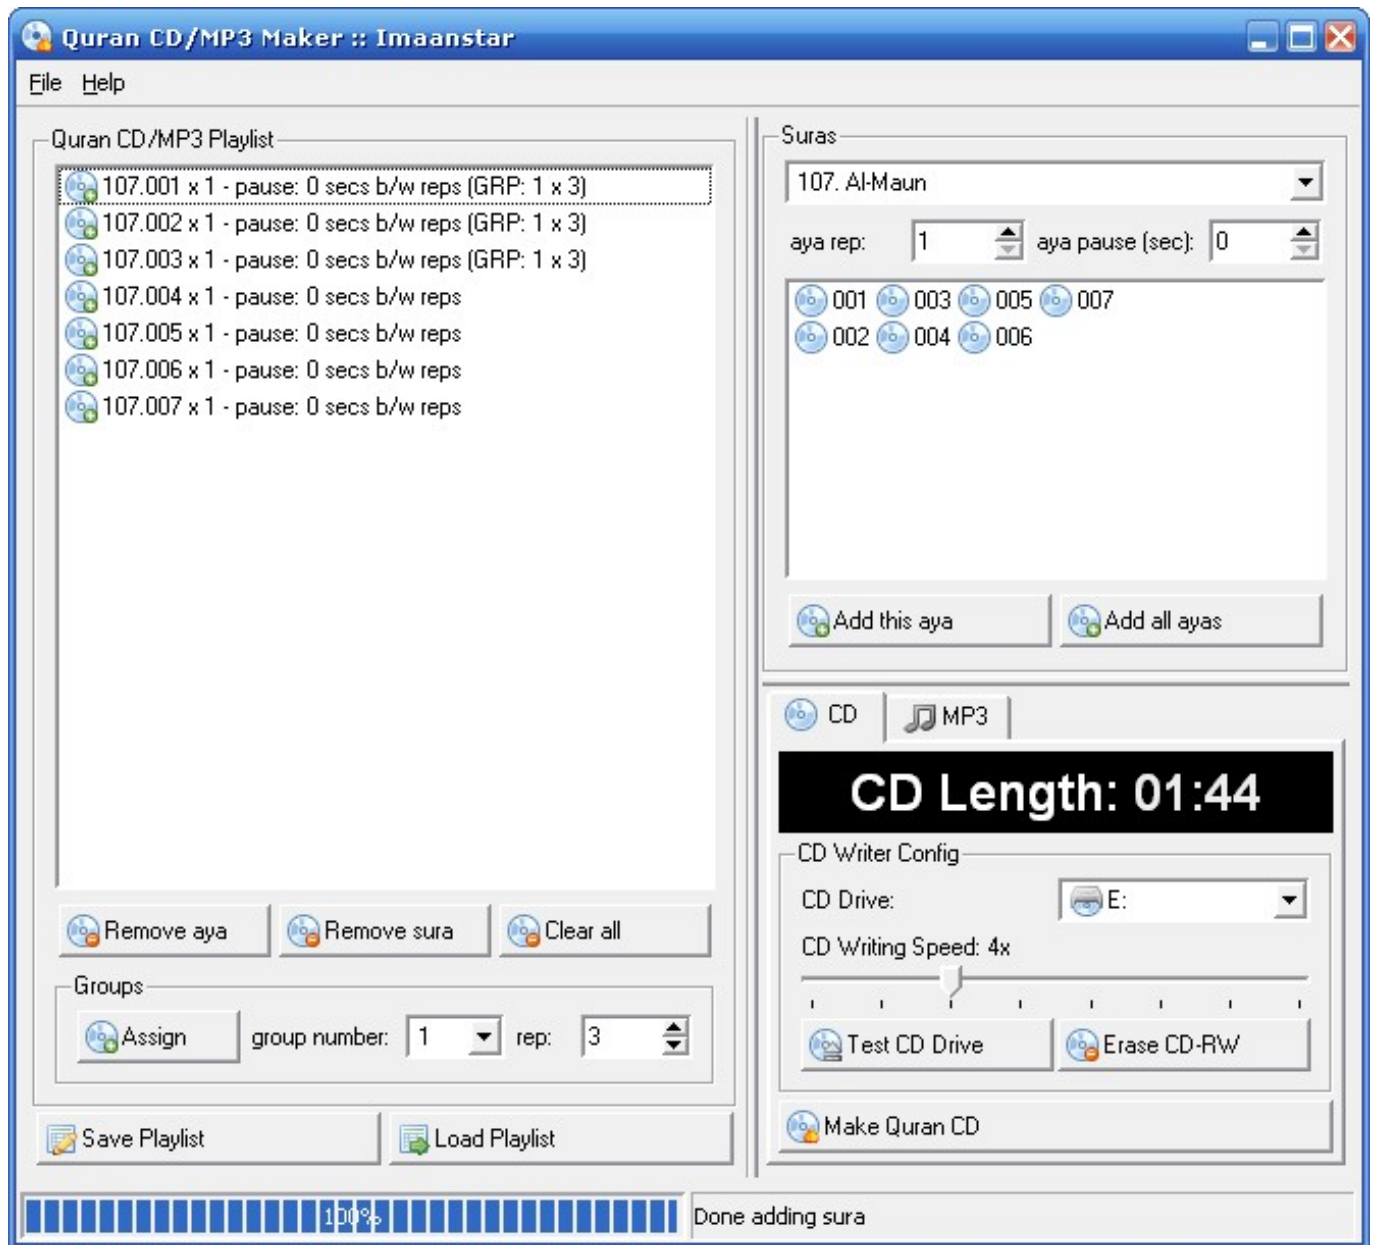 Quran CD/MP3 Maker :: Imaanstar
File Help
Quran CD/MP3 Playlist
107.001 x 1 - pause: 0 secs b/w reps (GRP: 1 x 3)
107.002 x 1 - pause: 0 secs b/w reps (GRP: 1 x 3)
107.003 x 1 - pause: 0 secs b/w reps (GRP: 1 x 3)
107.004 x 1 - pause: 0 secs b/w reps
107.005 x 1 - pause: 0 secs b/w reps
107.006 x 1 - pause: 0 secs b/w reps
107.007 x 1 - pause: 0 secs b/w reps
Remove aya Remove sura Clear all
Groups
Assign group number: 1 rep: 3
Save Playlist Load Playlist
Suras
107. Al-Maun
aya rep: 1 aya pause (sec): 0
001 003 005 007
002 004 006
Add this aya Add all ayas
CD MP3
CD Length: 01:44
CD Writer Config
CD Drive: E:
CD Writing Speed: 4x
Test CD Drive Erase CD-RW
Make Quran CD
100% Done adding sura